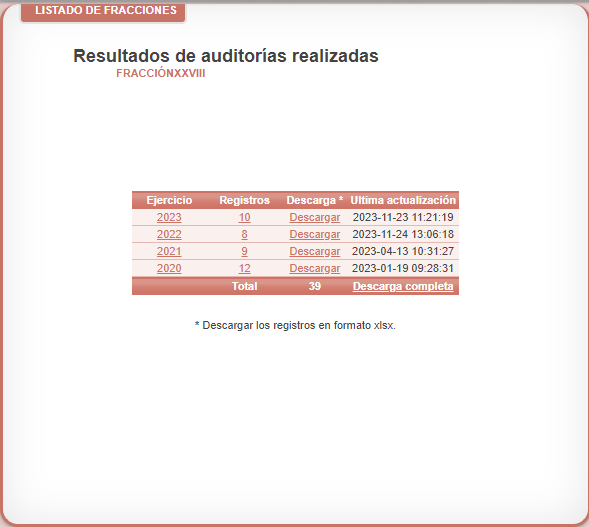 LISTADO DE FRACCIONES
Resultados de auditorías realizadas
FRACCIÓNXXVIII
Ejercicio Registros Descarga * Ultima actualización
2023 10 Descargar 2023-11-23 11:21:19
2022 8 Descargar 2023-11-24 13:06:18
2021 9 Descargar 2023-04-13 10:31:27
2020 12 Descargar 2023-01-19 09:28:31
Total 39 Descarga completa
* Descargar los registros en formato xlsx.